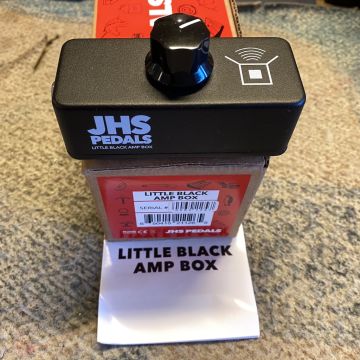 JHS
PEDALS
LITTLE BLACK AMP BOX
LITTLE BLACK
AMP BOX
SERIAL #
JHS PEDALS
LITTLE BLACK
AMP BOX